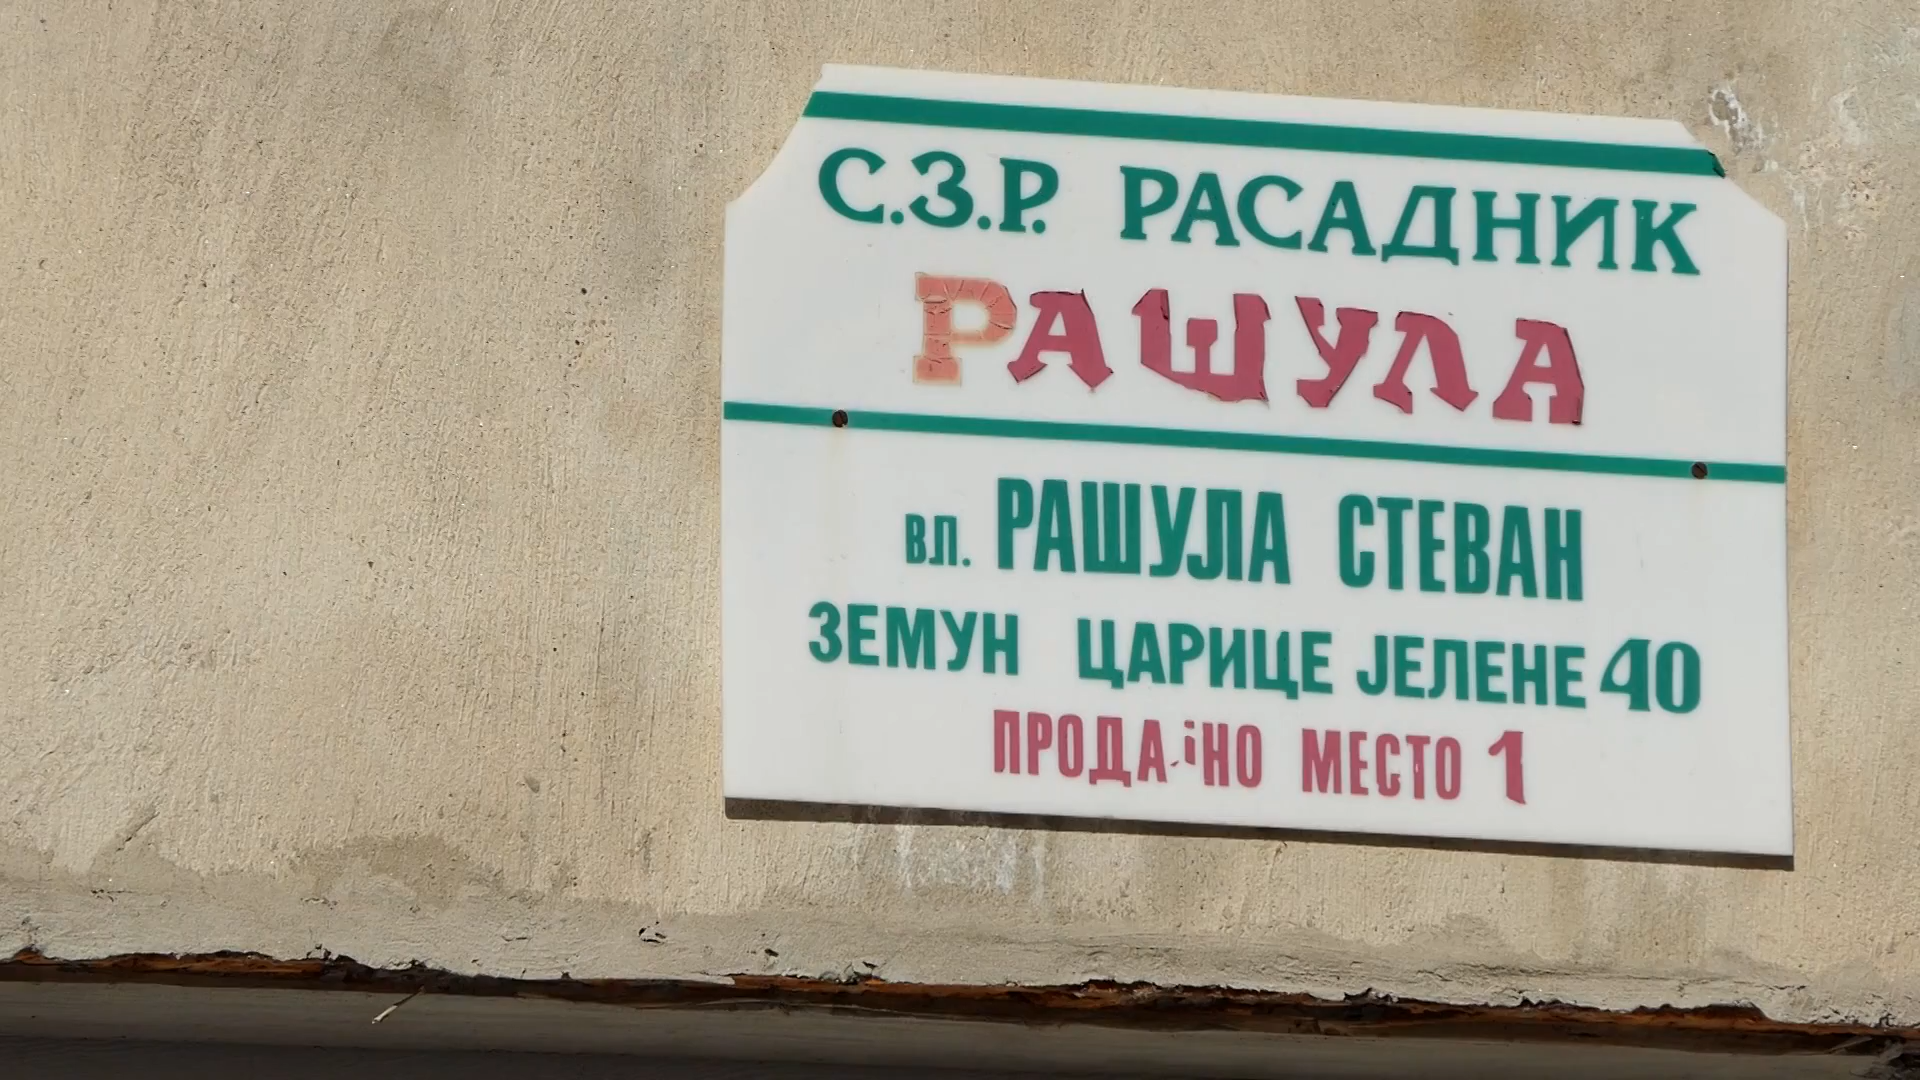 С.З.Р. РАСАДНИК
РАШУЛА
ВЛ. РАШУЛА СТЕВАН
ЗЕМУН ЦАРИЦЕ ЈЕЛЕНЕ 40
ПРОДАЈНО МЕСТО 1